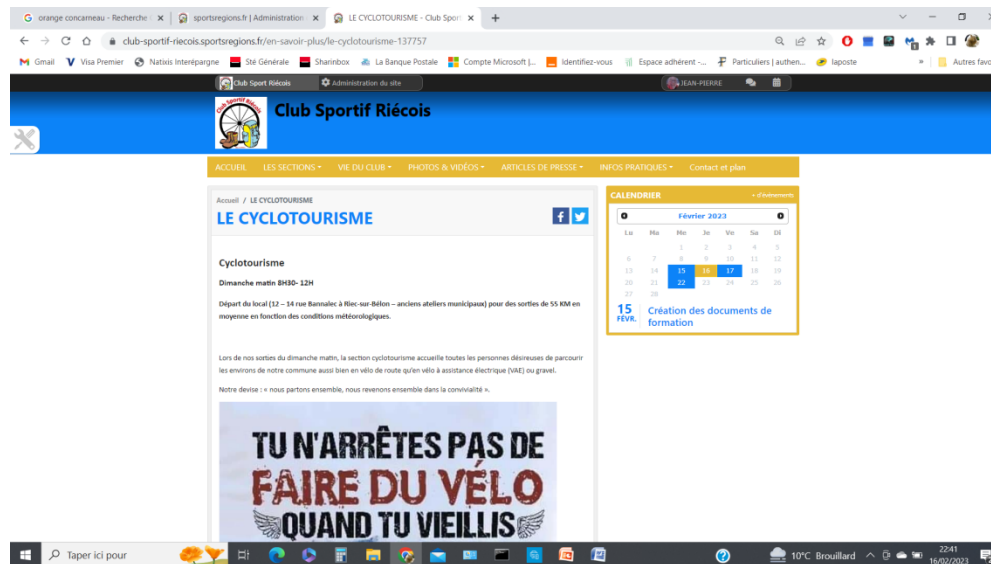 orange concarneau - Recherche
sportsregions.fr | Administration
LE CYCLOTOURISME - Club Sport
club-sportif-riecois.sportsregions.fr/en-savoir-plus/le-cyclotourisme-137757
Gmail Visa Premier Natixis Interépargne Sté Générale Sharinbox La Banque Postale Compte Microsoft |... Identifiez-vous Espace adhérent -... Particuliers | authen... laposte » Autres favo
Club Sport Riécois Administration du site JEAN-PIERRE
Club Sportif Riécois
ACCUEIL LES SECTIONS VIE DU CLUB PHOTOS & VIDÉOS ARTICLES DE PRESSE INFOS PRATIQUES Contact et plan
Accueil / LE CYCLOTOURISME
LE CYCLOTOURISME
Cyclotourisme
Dimanche matin 8H30- 12H
Départ du local (12 – 14 rue Bannalec à Riec-sur-Bélon – anciens ateliers municipaux) pour des sorties de 55 KM en
moyenne en fonction des conditions météorologiques.
Lors de nos sorties du dimanche matin, la section cyclotourisme accueille toutes les personnes désireuses de parcourir
les environs de notre commune aussi bien en vélo de route qu'en vélo à assistance électrique (VAE) ou gravel.
Notre devise : « nous partons ensemble, nous revenons ensemble dans la convivialité ».
TU N'ARRÊTES PAS DE
FAIRE DU VÉLO
QUAND TU VIEILLIS
CALENDRIER + d'évènements
Février 2023
Lu Ma Me Je Ve Sa Di
1 2 3 4 5
6 7 8 9 10 11 12
13 14 15 16 17 18 19
20 21 22 23 24 25 26
27 28
15
FÉVR.
Création des documents de
formation
Taper ici pour
10°C Brouillard
22:41
16/02/2023